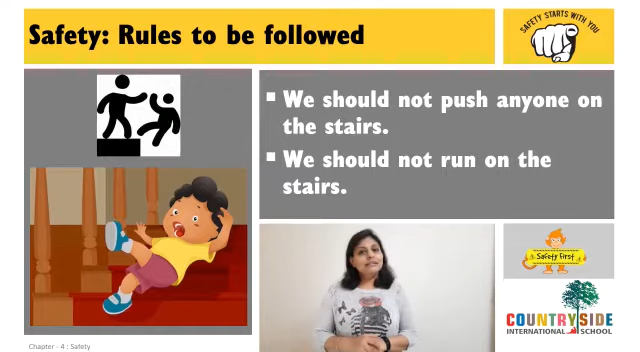 Safety: Rules to be followed
SAFETY STARTS WITH YOU
▪ We should not push anyone on
the stairs.
▪ We should not run on the
stairs.
Safety First
COUNTRYSIDE
INTERNATIONAL SCHOOL
Chapter - 4 : Safety